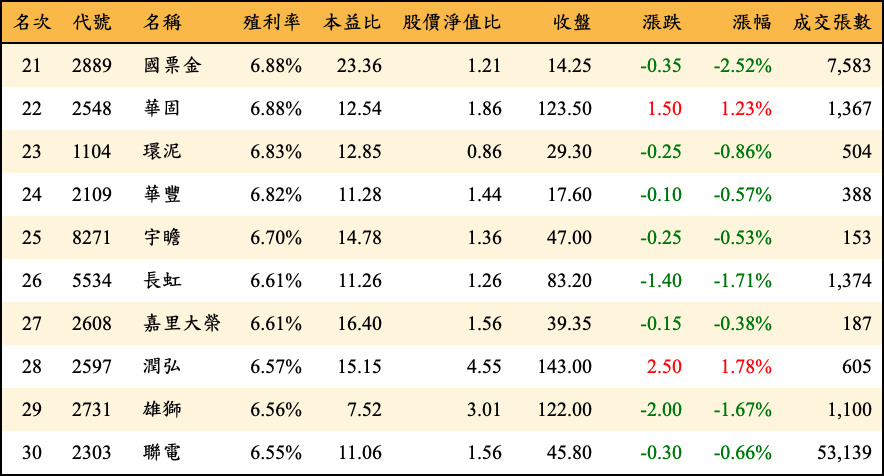 名次 代號 名稱 殖利率 本益比 股價淨值比 收盤 漲跌 漲幅 成交張數
21 2889 國票金 6.88% 23.36 1.21 14.25 -0.35 -2.52% 7,583
22 2548 華固 6.88% 12.54 1.86 123.50 1.50 1.23% 1,367
23 1104 環泥 6.83% 12.85 0.86 29.30 -0.25 -0.86% 504
24 2109 華豐 6.82% 11.28 1.44 17.60 -0.10 -0.57% 388
25 8271 宇瞻 6.70% 14.78 1.36 47.00 -0.25 -0.53% 153
26 5534 長虹 6.61% 11.26 1.26 83.20 -1.40 -1.71% 1,374
27 2608 嘉里大榮 6.61% 16.40 1.56 39.35 -0.15 -0.38% 187
28 2597 潤弘 6.57% 15.15 4.55 143.00 2.50 1.78% 605
29 2731 雄獅 6.56% 7.52 3.01 122.00 -2.00 -1.67% 1,100
30 2303 聯電 6.55% 11.06 1.56 45.80 -0.30 -0.66% 53,139